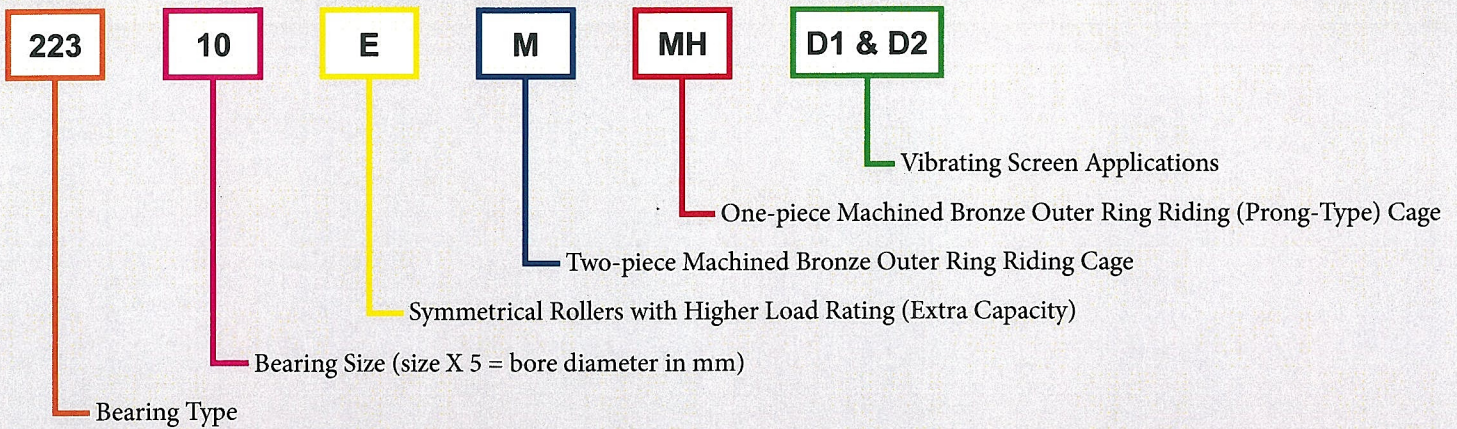 223 10 E M MH D1 & D2
Vibrating Screen Applications
One-piece Machined Bronze Outer Ring Riding (Prong-Type) Cage
Two-piece Machined Bronze Outer Ring Riding Cage
Symmetrical Rollers with Higher Load Rating (Extra Capacity)
Bearing Size (size X 5 = bore diameter in mm)
Bearing Type